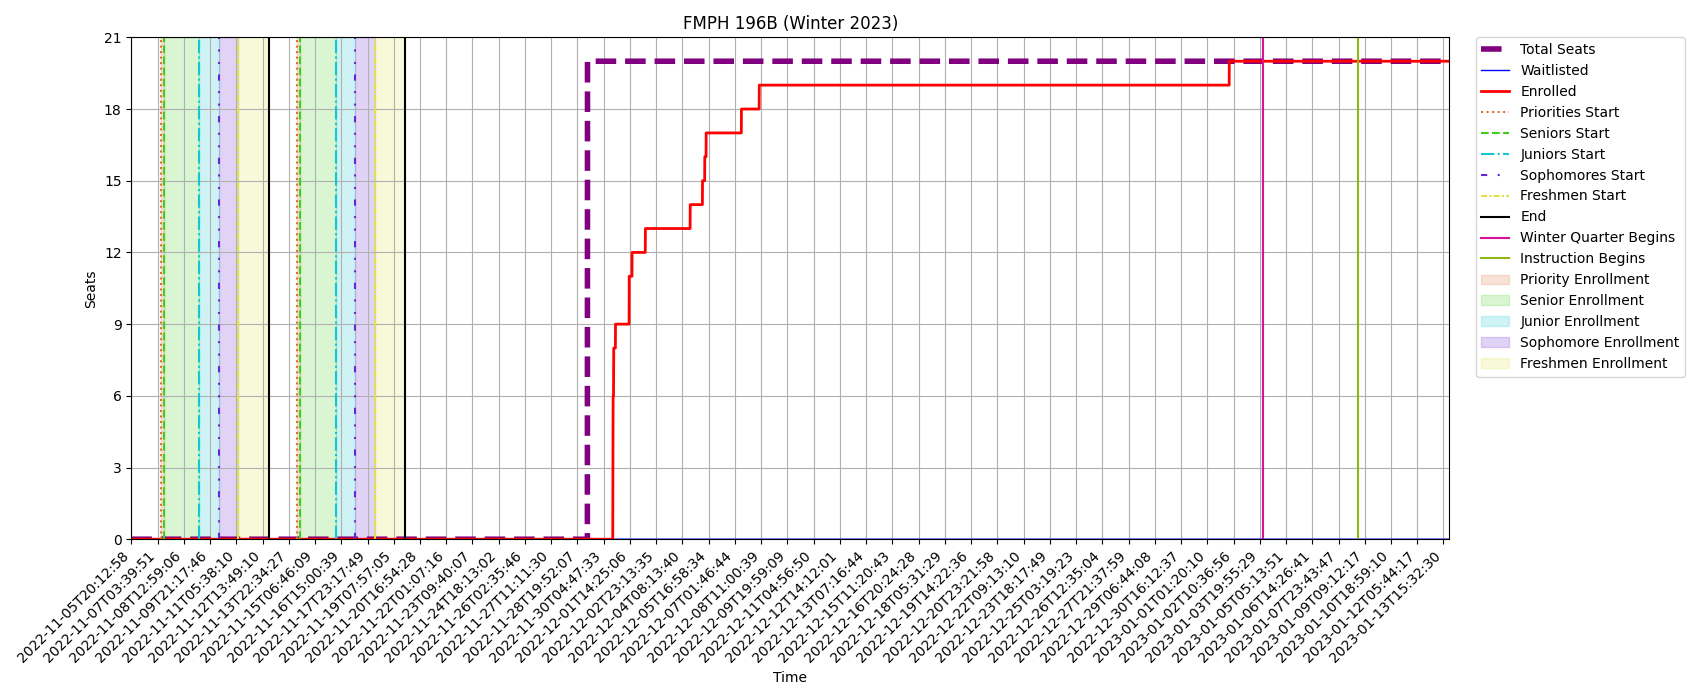 FMPH 196B (Winter 2023)
21
18
15
12
9
6
3
0
Seats
2022-11-05T20:12:58
2022-11-07T03:39:51
2022-11-08T12:59:06
2022-11-09T21:17:46
2022-11-11T05:38:10
2022-11-12T13:49:10
2022-11-13T22:34:27
2022-11-15T06:46:09
2022-11-16T15:00:39
2022-11-17T23:17:49
2022-11-19T07:57:05
2022-11-20T16:54:28
2022-11-22T01:07:16
2022-11-23T09:40:07
2022-11-24T18:13:02
2022-11-26T02:35:46
2022-11-27T11:11:30
2022-11-28T19:52:07
2022-11-30T04:47:33
2022-12-01T14:25:06
2022-12-02T23:13:35
2022-12-04T08:13:40
2022-12-05T16:58:34
2022-12-07T01:46:44
2022-12-08T11:00:39
2022-12-09T19:59:09
2022-12-11T04:56:50
2022-12-12T14:12:01
2022-12-13T07:16:44
2022-12-15T11:20:43
2022-12-16T20:24:28
2022-12-18T05:31:29
2022-12-19T14:22:36
2022-12-20T23:21:58
2022-12-22T09:13:10
2022-12-23T18:17:49
2022-12-25T03:19:23
2022-12-26T12:35:04
2022-12-27T21:37:59
2022-12-29T06:44:08
2022-12-30T16:12:37
2023-01-01T01:20:10
2023-01-02T10:36:56
2023-01-03T19:55:29
2023-01-05T05:13:51
2023-01-06T14:26:41
2023-01-07T23:43:47
2023-01-09T09:12:17
2023-01-10T18:59:10
2023-01-12T05:44:17
2023-01-13T15:32:30
Time
Total Seats
Waitlisted
Enrolled
Priorities Start
Seniors Start
Juniors Start
Sophomores Start
Freshmen Start
End
Winter Quarter Begins
Instruction Begins
Priority Enrollment
Senior Enrollment
Junior Enrollment
Sophomore Enrollment
Freshmen Enrollment